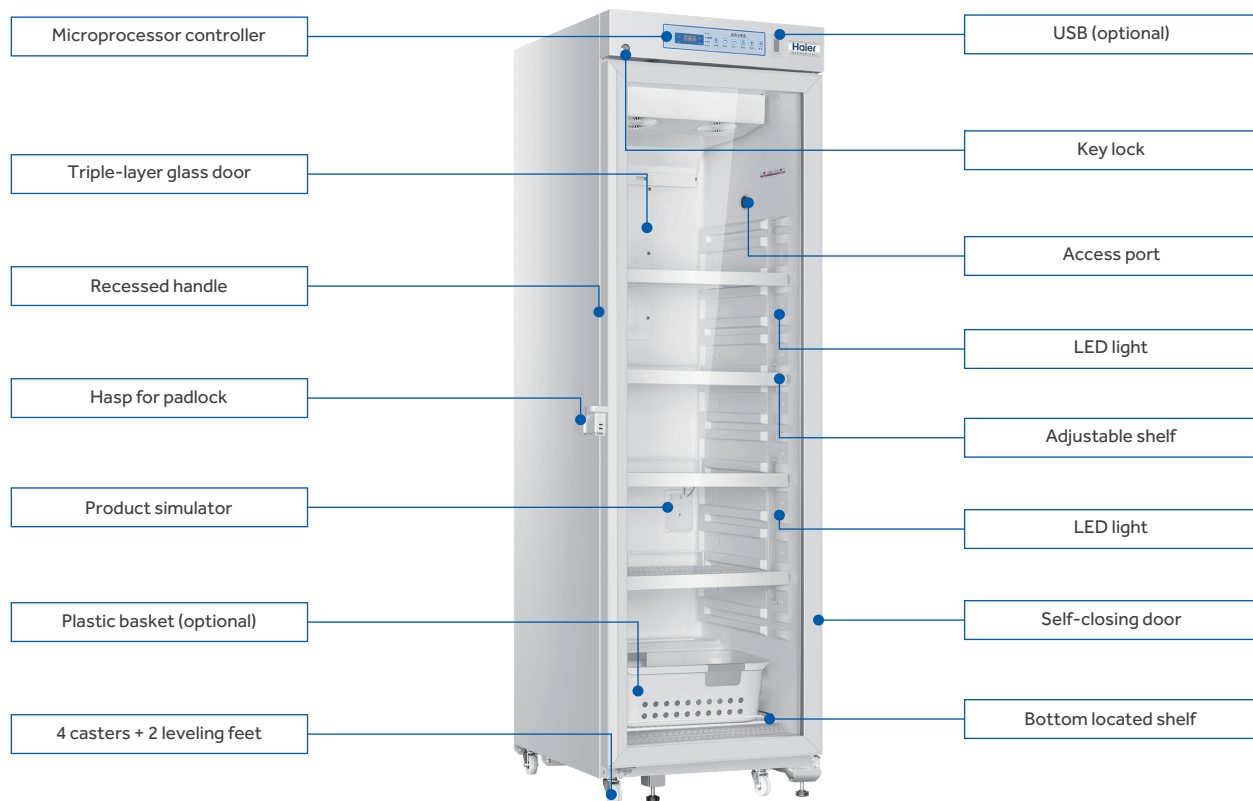 Microprocessor controller
Triple-layer glass door
Recessed handle
Hasp for padlock
Product simulator
Plastic basket (optional)
4 casters + 2 leveling feet
Haier
USB (optional)
Key lock
Access port
LED light
Adjustable shelf
LED light
Self-closing door
Bottom located shelf